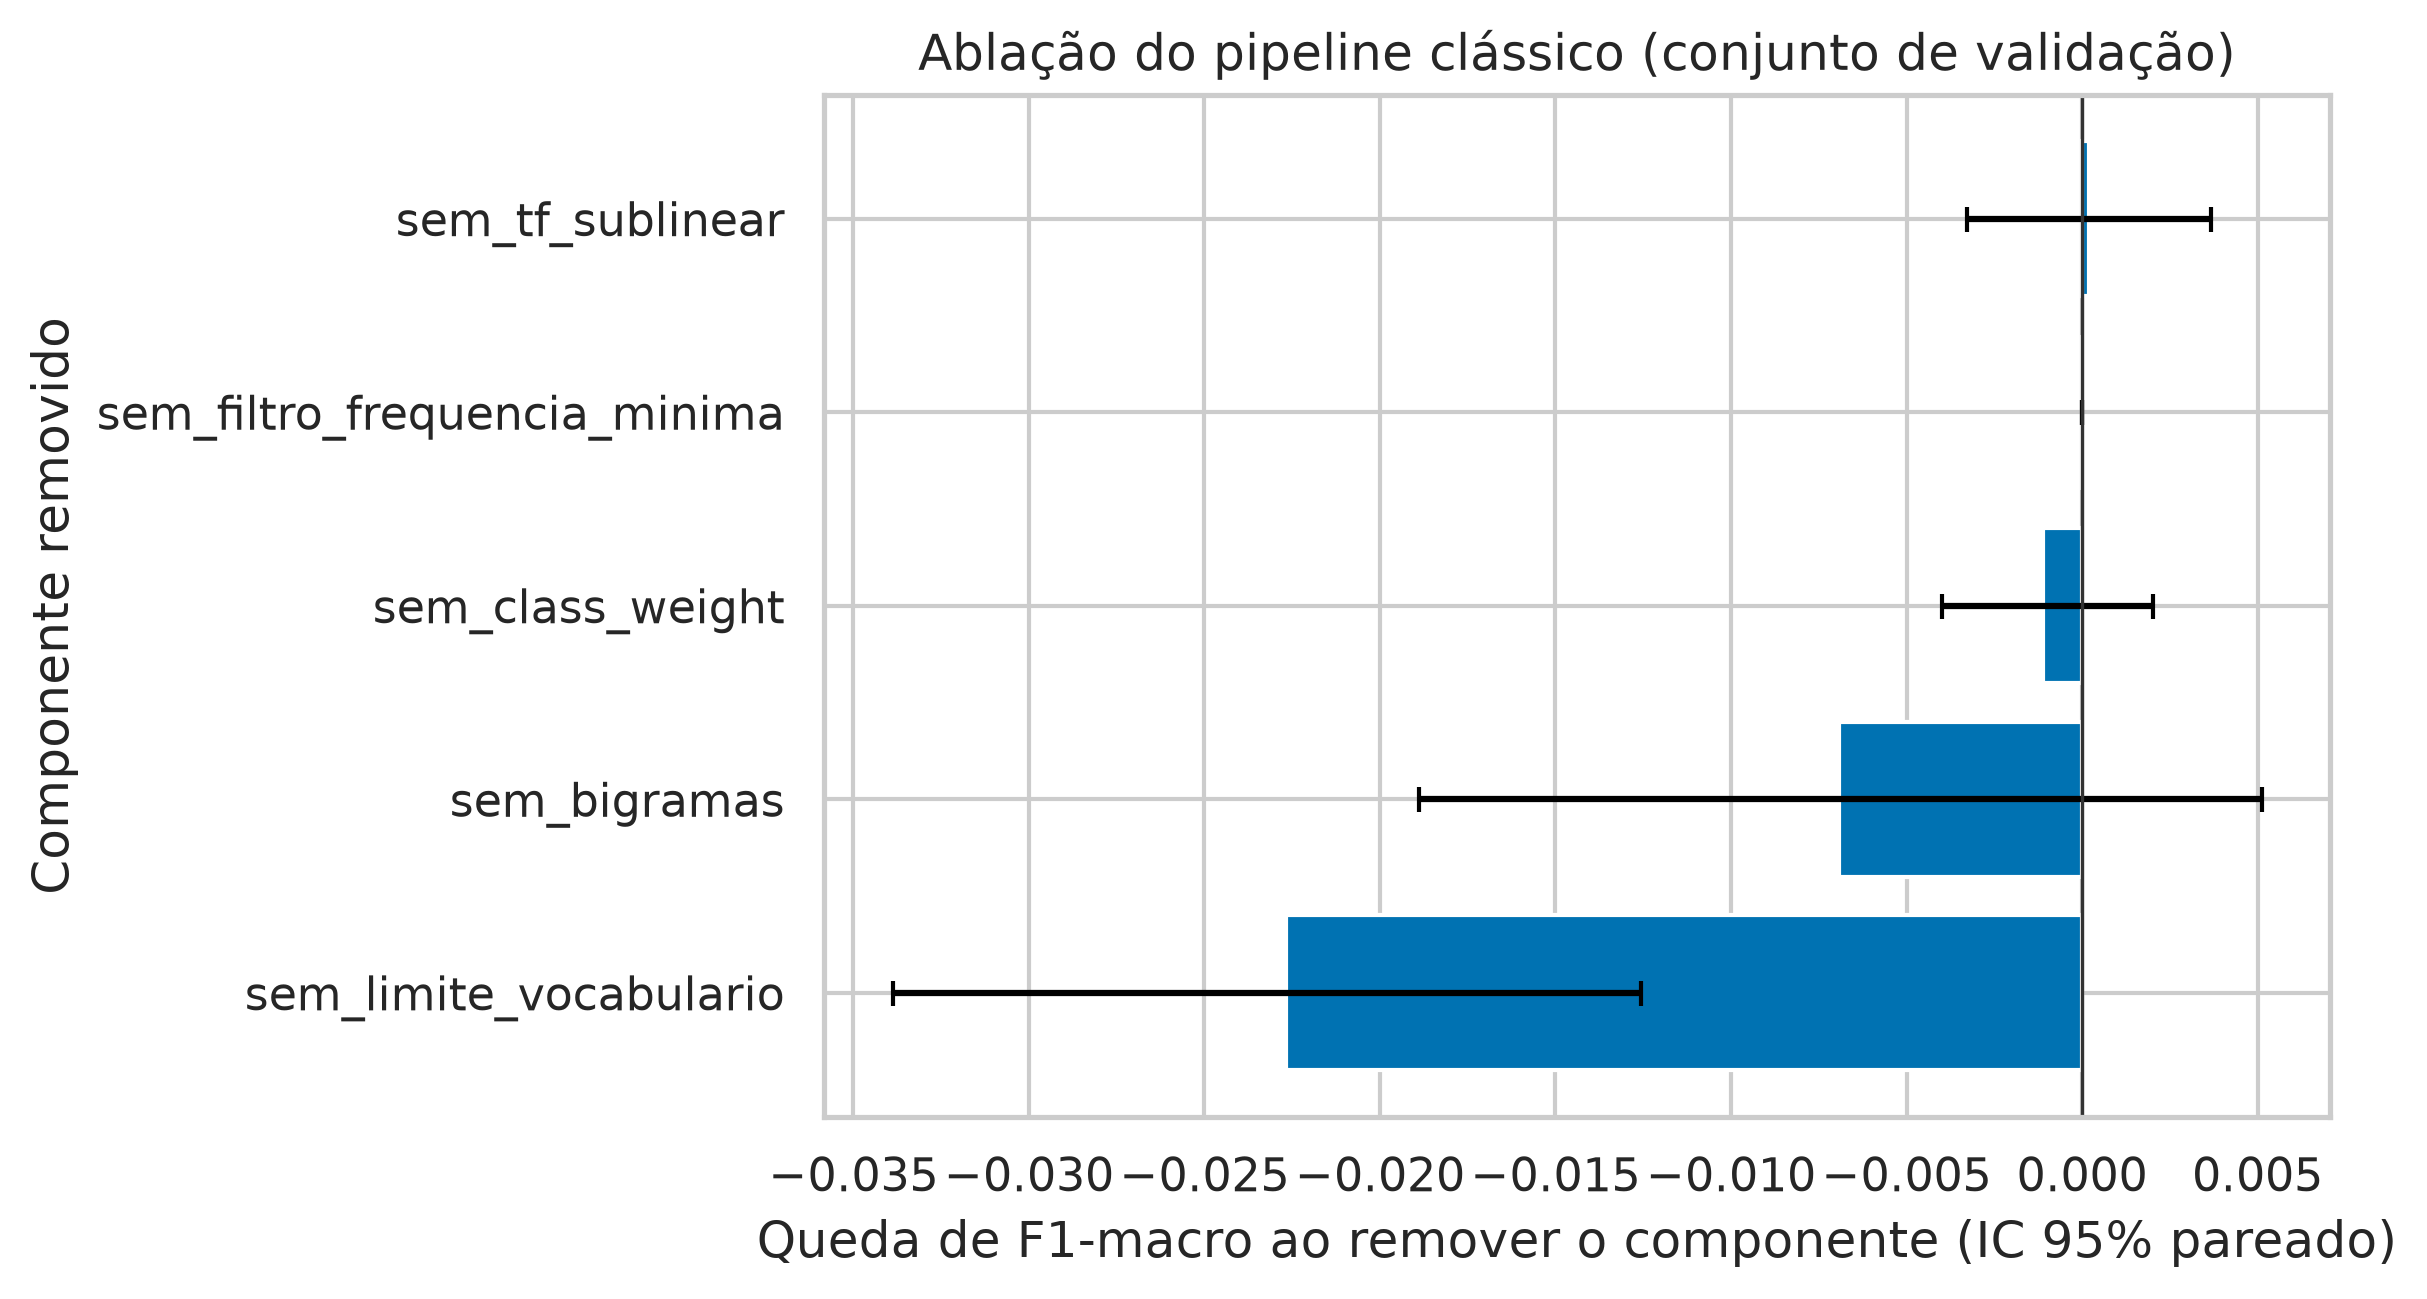 Ablação do pipeline clássico (conjunto de validação)
Componente removido
sem_tf_sublinear
sem_filtro_frequencia_minima
sem_class_weight
sem_bigramas
sem_limite_vocabulario
−0.035 −0.030 −0.025 −0.020 −0.015 −0.010 −0.005 0.000 0.005
Queda de F1-macro ao remover o componente (IC 95% pareado)